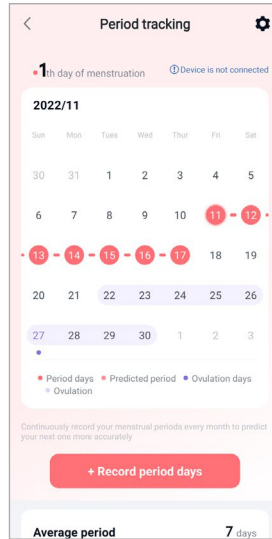 Period tracking
1th day of menstruation Device is not connected
2022/11
Sun Mon Tues Wed Thur Fri Sat
30 31 1 2 3 4 5
6 7 8 9 10 11 12
13 14 15 16 17 18 19
20 21 22 23 24 25 26
27 28 29 30 1 2 3
Period days Predicted period Ovulation days
Ovulation
Continuously record your menstrual periods every month to predict
your next one more accurately
+ Record period days
Average period 7 days